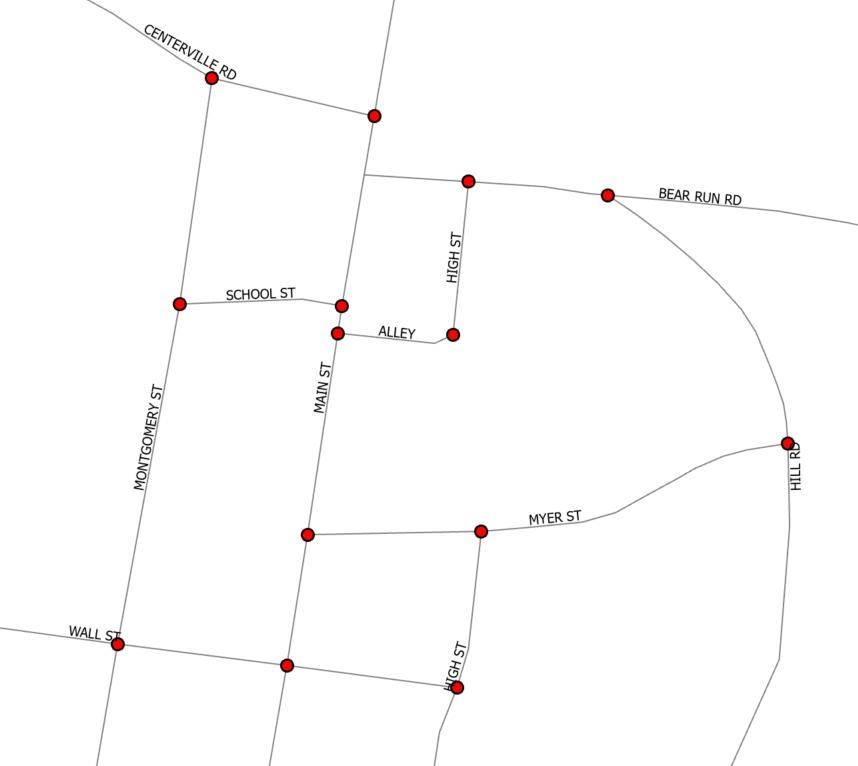 CENTERVILLE RD
BEAR RUN RD
HIGH ST
SCHOOL ST
ALLEY
MAIN ST
MONTGOMERY ST
HILL RD
MYER ST
WALL ST
HIGH ST